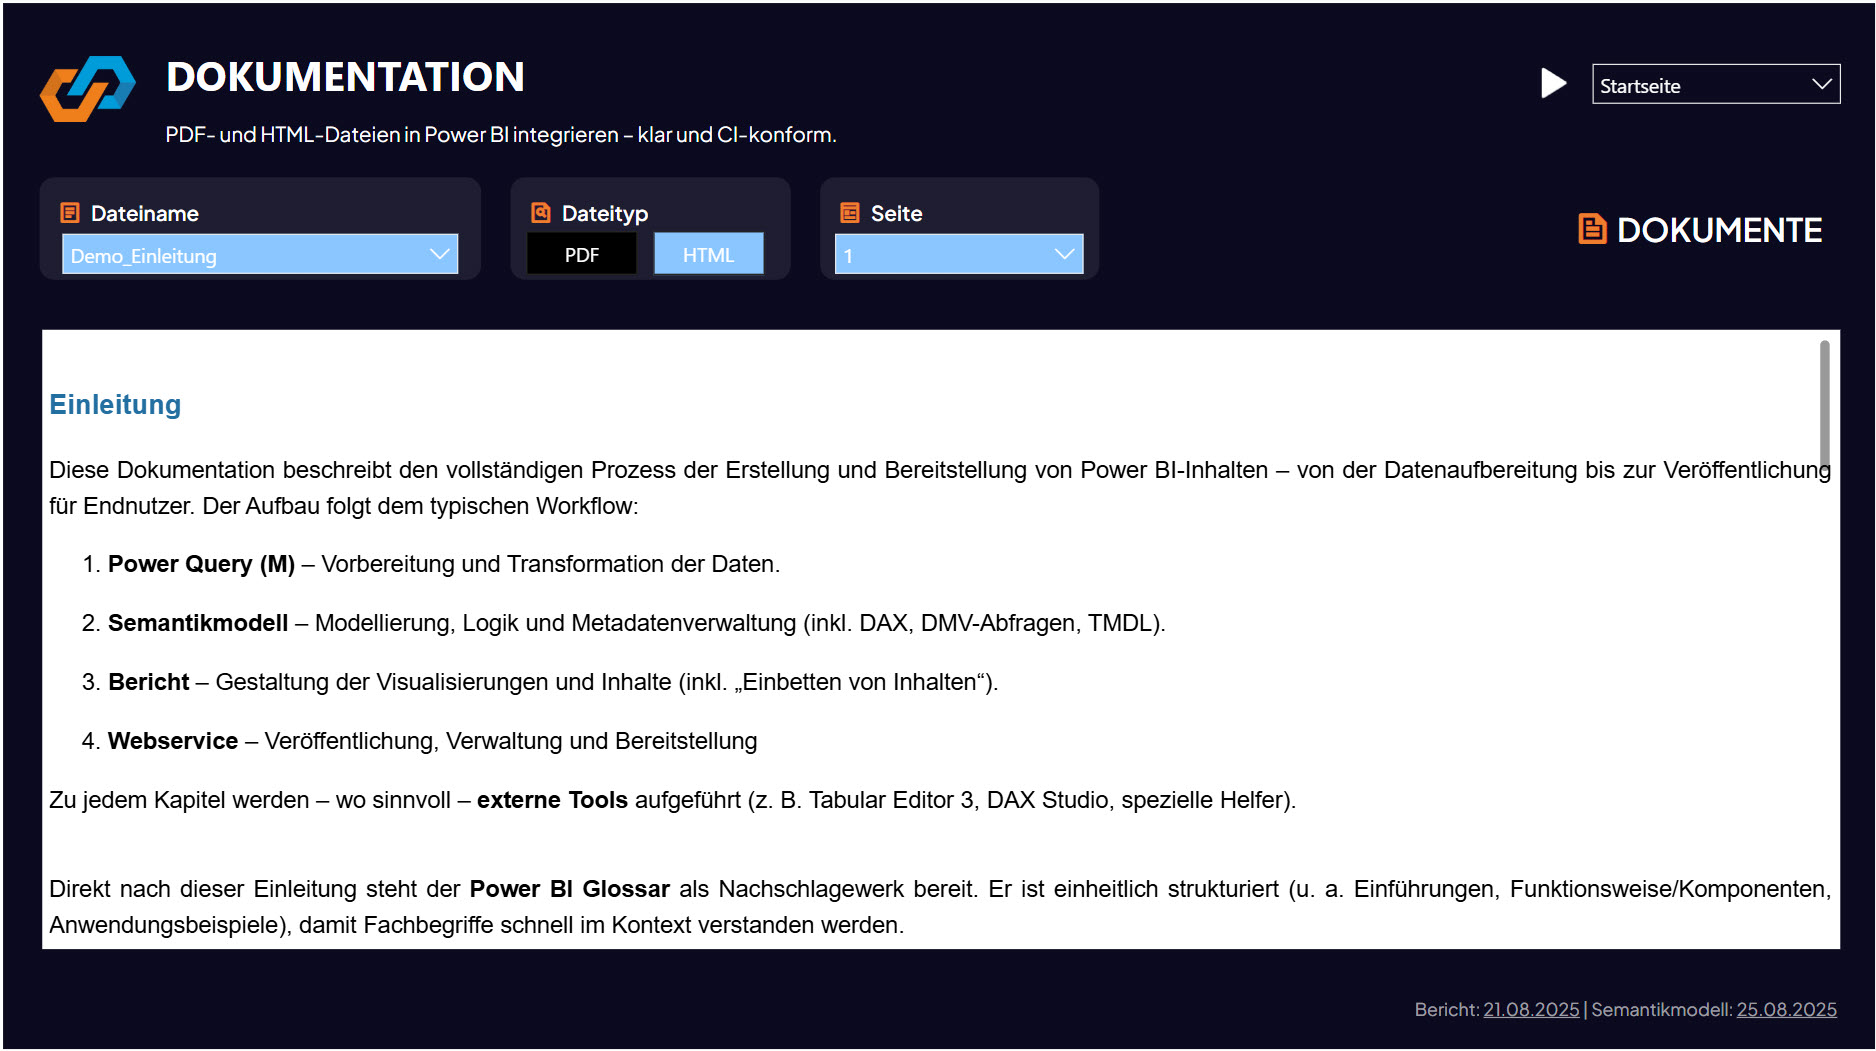 DOKUMENTATION
PDF- und HTML-Dateien in Power BI integrieren – klar und CI-konform.
Startseite
Dateiname
Demo_Einleitung
Dateityp
PDF
HTML
Seite
1
DOKUMENTE
Einleitung
Diese Dokumentation beschreibt den vollständigen Prozess der Erstellung und Bereitstellung von Power BI-Inhalten – von der Datenaufbereitung bis zur Veröffentlichung
für Endnutzer. Der Aufbau folgt dem typischen Workflow:
1. Power Query (M) – Vorbereitung und Transformation der Daten.
2. Semantikmodell – Modellierung, Logik und Metadatenverwaltung (inkl. DAX, DMV-Abfragen, TMDL).
3. Bericht – Gestaltung der Visualisierungen und Inhalte (inkl. „Einbetten von Inhalten“).
4. Webservice – Veröffentlichung, Verwaltung und Bereitstellung
Zu jedem Kapitel werden – wo sinnvoll – externe Tools aufgeführt (z. B. Tabular Editor 3, DAX Studio, spezielle Helfer).
Direkt nach dieser Einleitung steht der Power BI Glossar als Nachschlagewerk bereit. Er ist einheitlich strukturiert (u. a. Einführungen, Funktionsweise/Komponenten,
Anwendungsbeispiele), damit Fachbegriffe schnell im Kontext verstanden werden.
Bericht: 21.08.2025 | Semantikmodell: 25.08.2025